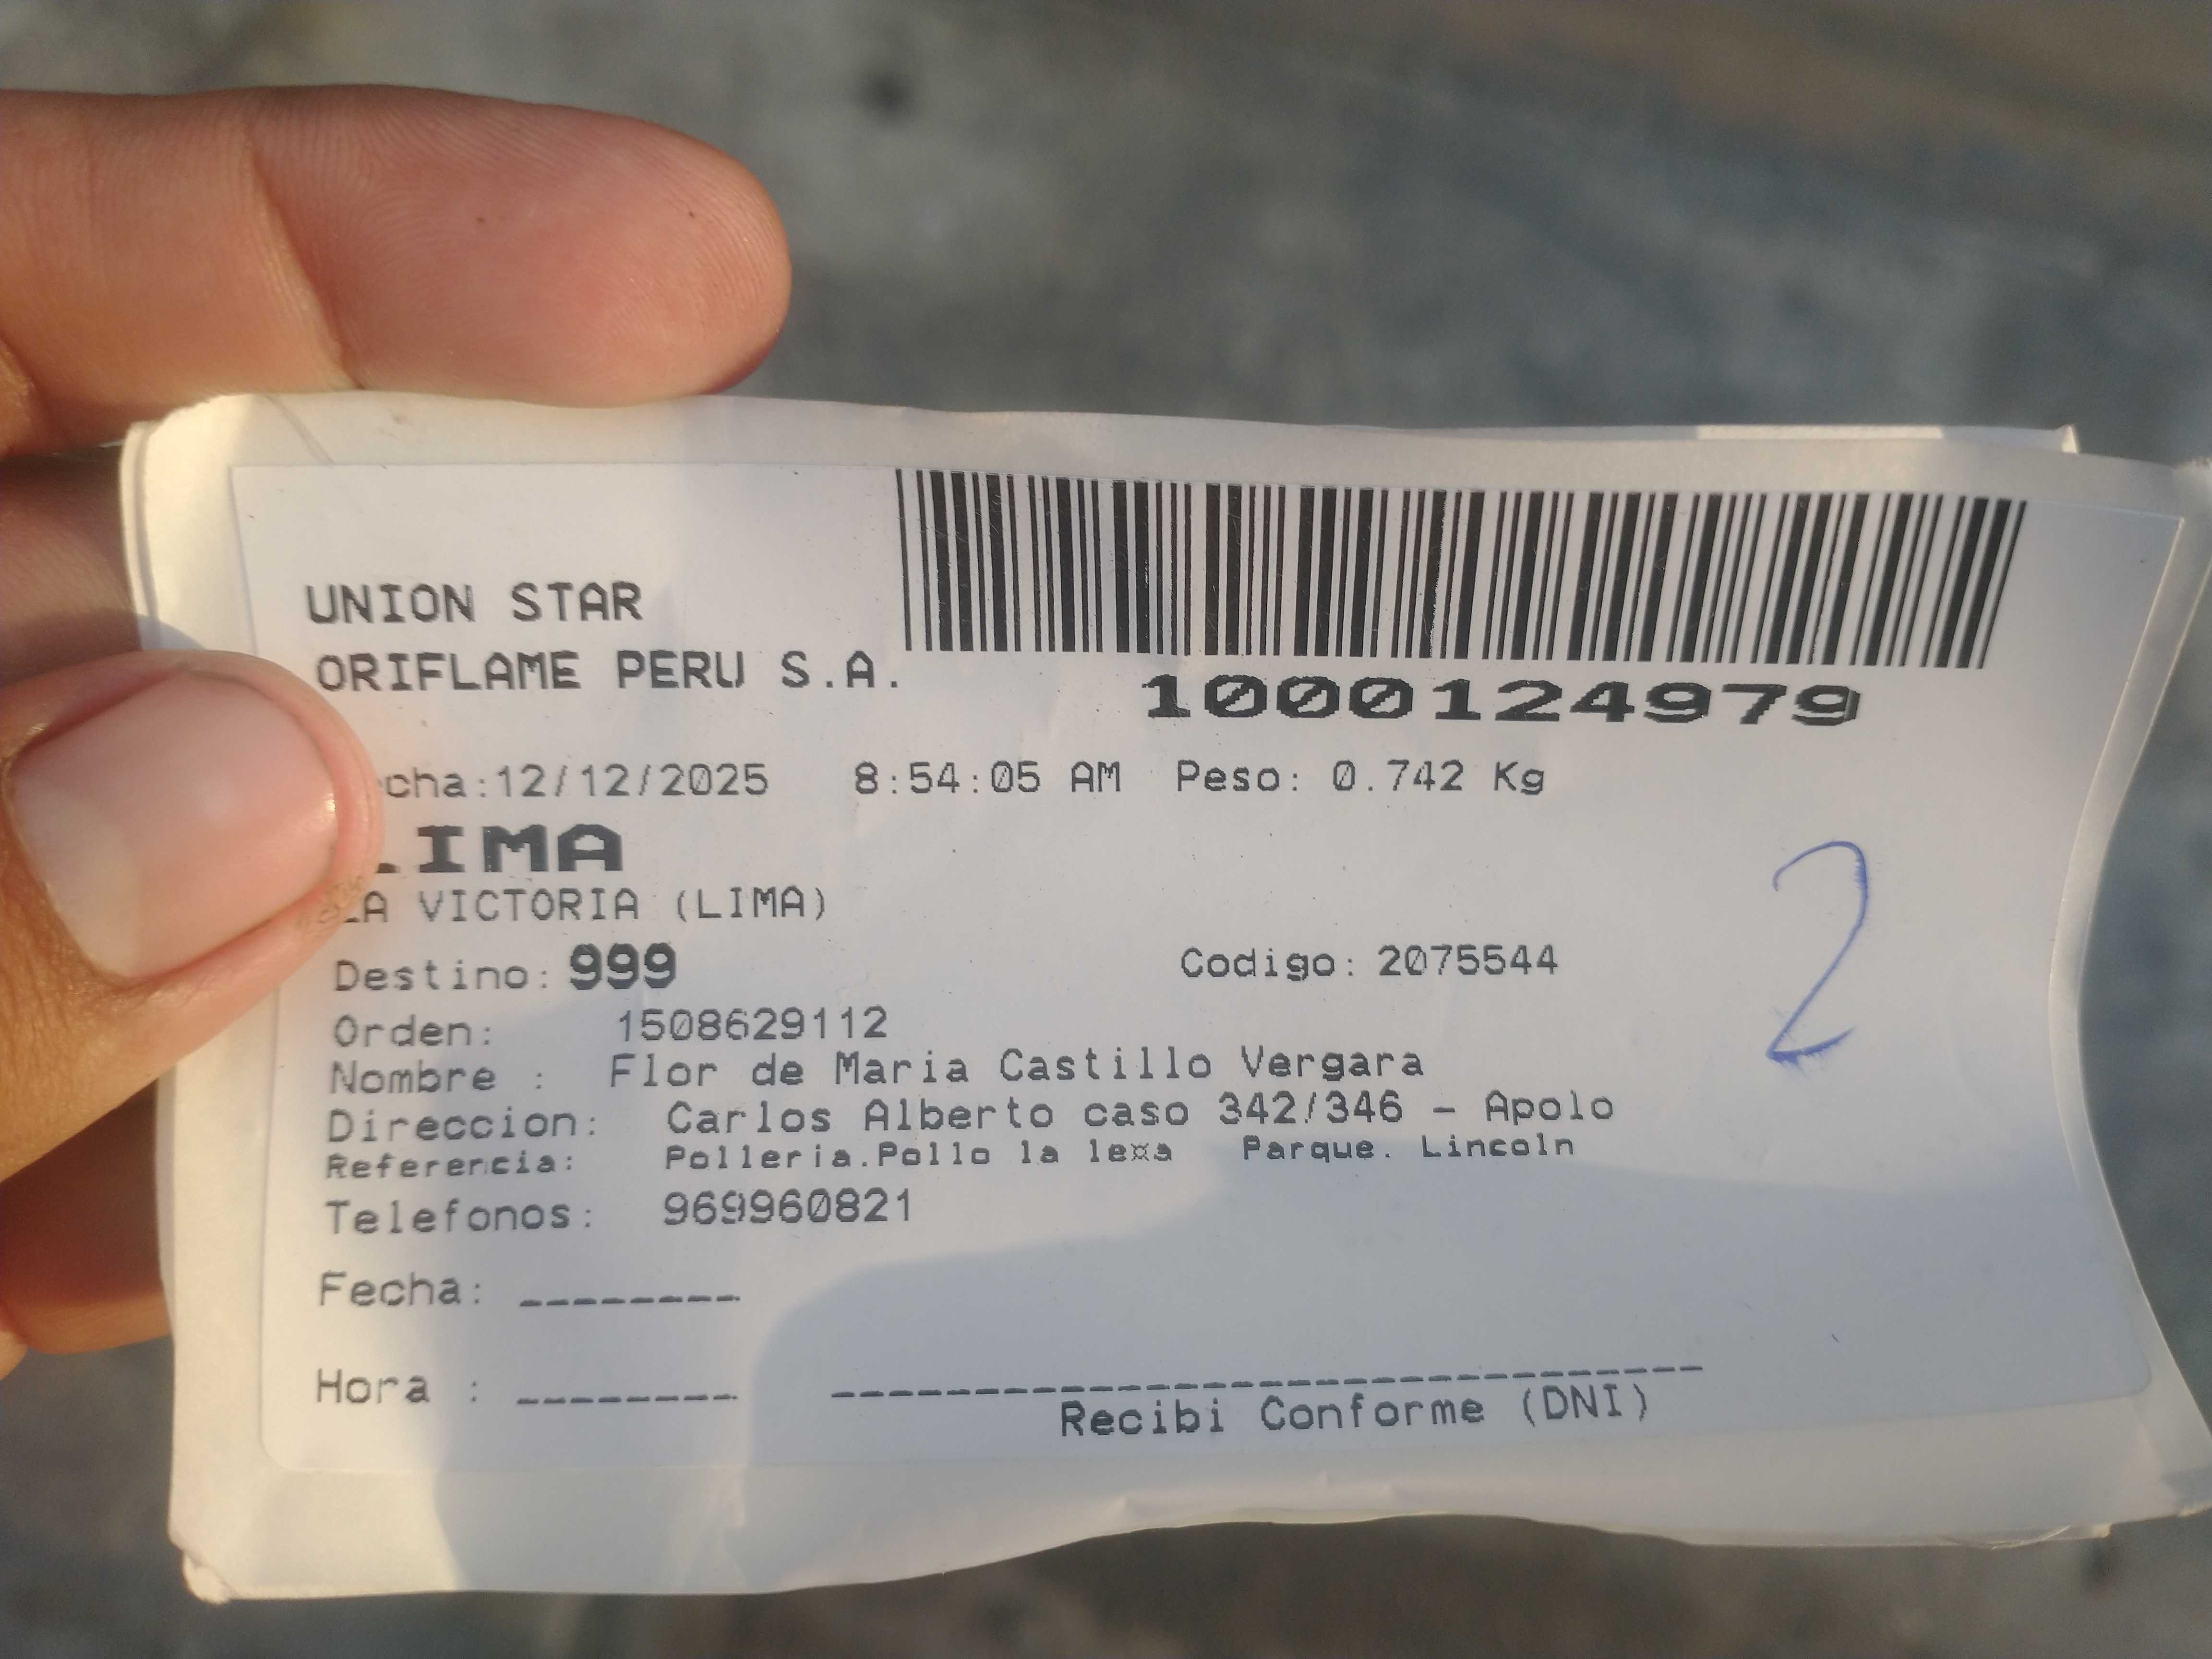 UNION STAR
ORIFLAME PERU S.A.
1000124979
cha:12/12/2025 8:54:05 AM Peso: 0.742 Kg
LIMA
LA VICTORIA (LIMA)
Destino: 999 Codigo: 2075544
Orden: 1508629112
Nombre : Flor de Maria Castillo Vergara
Direccion: Carlos Alberto caso 342/346 - Apolo
Referencia: Polleria.Pollo la Parque. Lincoln
Telefonos: 969960821
Fecha: --------
Hora : --------
Recibi Conforme (DNI)
2